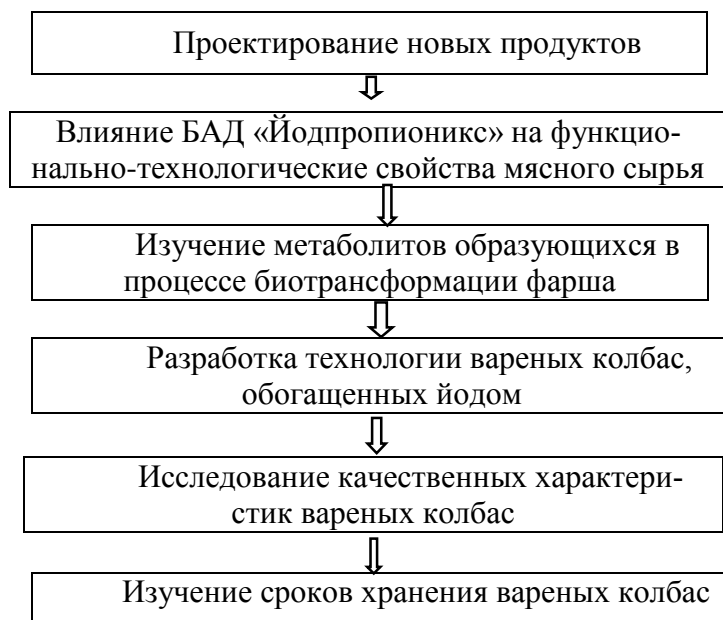 Проектирование новых продуктов
Влияние БАД «Йодпропионикс» на функцио-
нально-технологические свойства мясного сырья
Изучение метаболитов образующихся в
процессе биотрансформации фарша
Разработка технологии вареных колбас,
обогащенных йодом
Исследование качественных характери-
стик вареных колбас
Изучение сроков хранения вареных колбас